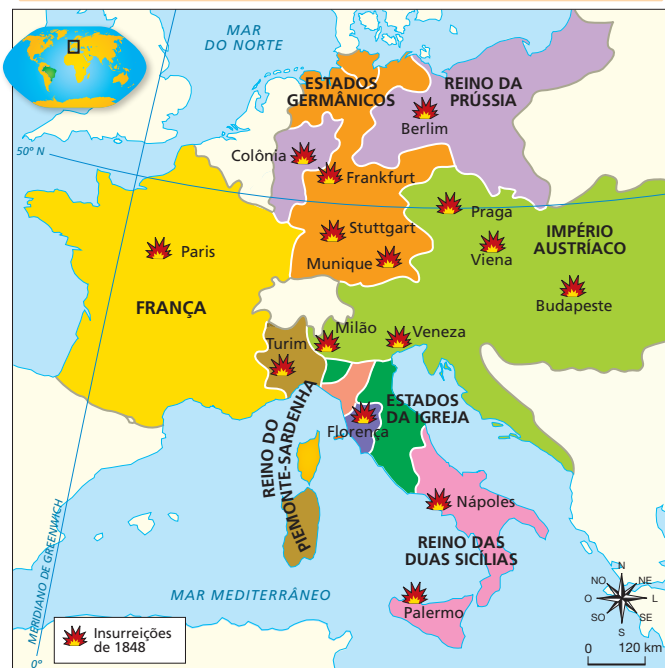 MAR
DO NORTE
ESTADOS
GERMÂNICOS
REINO DA
PRÚSSIA
Berlim
50º N
Colônia
Frankfurt
Praga
Stuttgart
IMPÉRIO
AUSTRÍACO
Paris
Viena
Munique
Budapeste
FRANÇA
Milão
Veneza
Turim
ESTADOS
DA IGREJA
Florença
REINO DO
PIEMONTE-SARDENHA
Nápoles
REINO DAS
DUAS SICÍLIAS
MERIDIANO DE GREENWICH
MAR MEDITERRÂNEO
Palermo
N
NO
NE
O
L
SO
SE
S
Insurreições
de 1848
0º
0
120 km